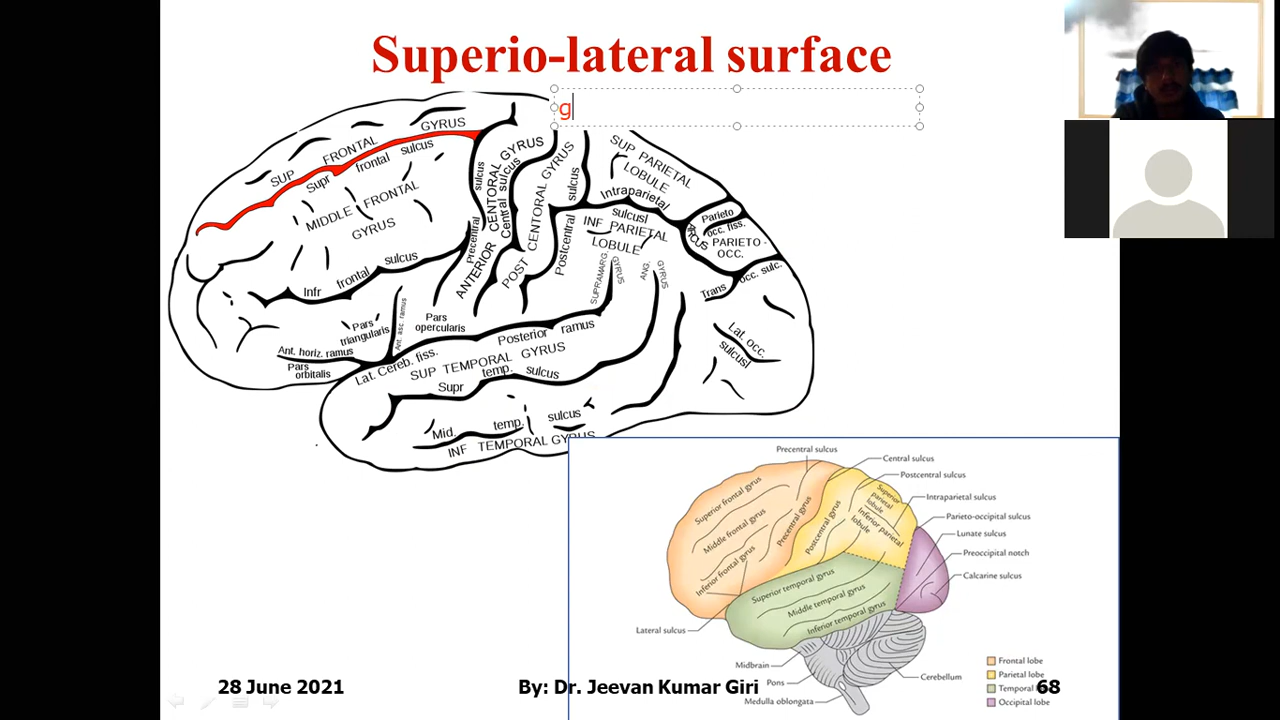 Superio-lateral surface
g
SUP FRONTAL GYRUS
Supr frontal sulcus
MIDDLE FRONTAL
GYRUS
Infr frontal sulcus
Precentral sulcus
ANTERIOR CENTORAL GYRUS
Central sulcus
POST CENTORAL GYRUS
Postcentral sulcus
SUP PARIETAL
LOBULE
Intraparietal
sulcusl
INF PARIETAL
LOBULE
SUPRAMARG. GYRUS
ANG. GYRUS
Parieto
occ. fiss.
ARCUS PARIETO-
OCC.
Trans occ. sulc.
Lat. occ.
sulcusl
Pars
triangularis
Ant. asc. ramus
Pars
opercularis
Ant. horiz. ramus
Pars
orbitalis
Lat. Cereb. fiss.
Posterior ramus
SUP TEMPORAL GYRUS
Supr temp. sulcus
Mid. temp. sulcus
INF TEMPORAL GYRUS
Precentral sulcus
Central sulcus
Postcentral sulcus
Intraparietal sulcus
Parieto-occipital sulcus
Lunate sulcus
Preoccipital notch
Calcarine sulcus
Superior frontal gyrus
Middle frontal gyrus
Inferior frontal gyrus
Precentral gyrus
Postcentral gyrus
Superior
parietal
lobule
Inferior parietal
lobule
Superior temporal gyrus
Middle temporal gyrus
Inferior temporal gyrus
Lateral sulcus
Midbrain
Pons
Medulla oblongata
Cerebellum
Frontal lobe
Parietal lobe
Temporal
Occipital lobe
28 June 2021
By: Dr. Jeevan Kumar Giri
68